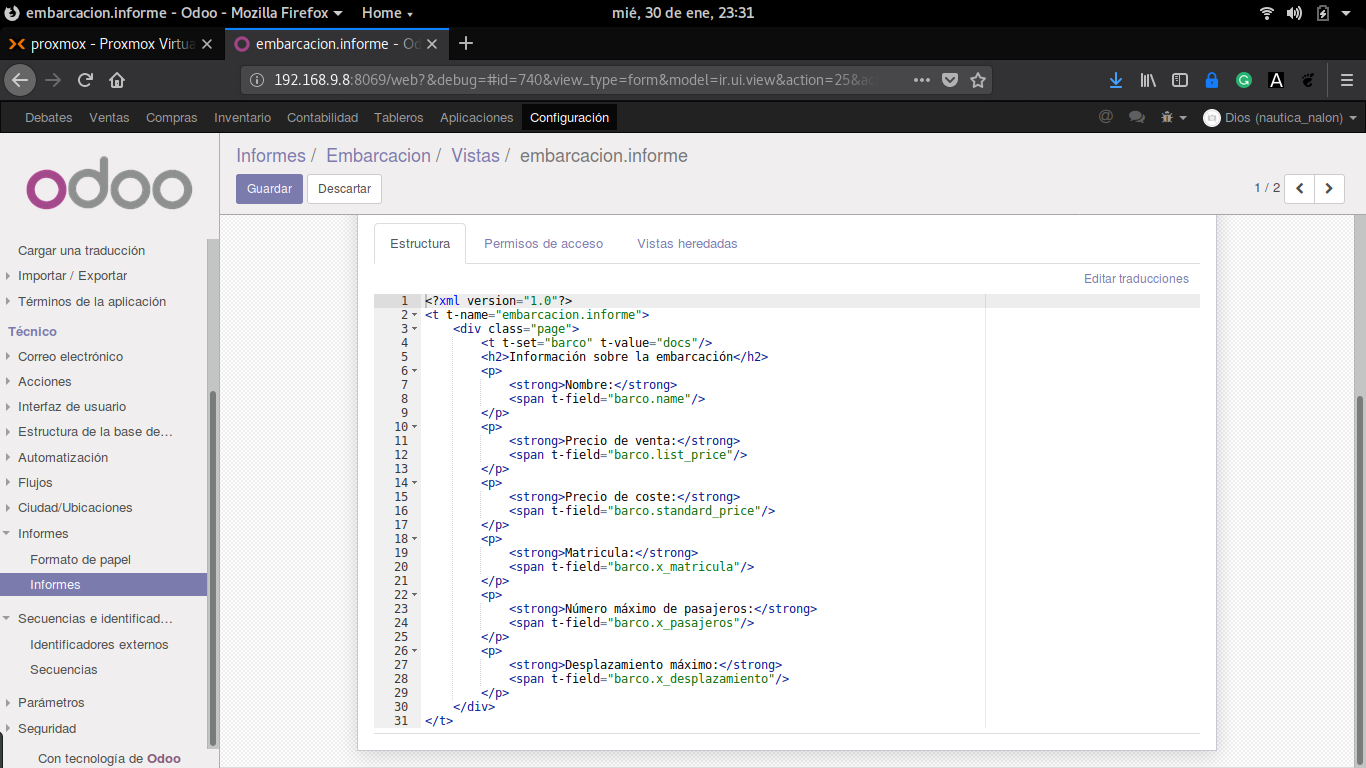 embarcacion.informe - Odoo - Mozilla Firefox
Home
mié, 30 de ene, 23:31
proxmox - Proxmox Virtua
embarcacion.informe - Od
192.168.9.8:8069/web?&debug=#id=740&view_type=form&model=ir.ui.view&action=25&ac
Debates Ventas Compras Inventario Contabilidad Tableros Aplicaciones Configuración
@ Dios (nautica_nalon)
odoo
Informes / Embarcacion / Vistas / embarcacion.informe
Guardar Descartar
1 / 2
Cargar una traducción
Importar / Exportar
Términos de la aplicación
Técnico
Correo electrónico
Acciones
Interfaz de usuario
Estructura de la base de...
Automatización
Flujos
Ciudad/Ubicaciones
Informes
Formato de papel
Informes
Secuencias e identificad...
Identificadores externos
Secuencias
Parámetros
Seguridad
Con tecnología de Odoo
Estructura Permisos de acceso Vistas heredadas
Editar traducciones
1 <?xml version="1.0"?>
2 <t t-name="embarcacion.informe">
3 <div class="page">
4 <t t-set="barco" t-value="docs"/>
5 <h2>Información sobre la embarcación</h2>
6 <p>
7 <strong>Nombre:</strong>
8 <span t-field="barco.name"/>
9 </p>
10 <p>
11 <strong>Precio de venta:</strong>
12 <span t-field="barco.list_price"/>
13 </p>
14 <p>
15 <strong>Precio de coste:</strong>
16 <span t-field="barco.standard_price"/>
17 </p>
18 <p>
19 <strong>Matricula:</strong>
20 <span t-field="barco.x_matricula"/>
21 </p>
22 <p>
23 <strong>Número máximo de pasajeros:</strong>
24 <span t-field="barco.x_pasajeros"/>
25 </p>
26 <p>
27 <strong>Desplazamiento máximo:</strong>
28 <span t-field="barco.x_desplazamiento"/>
29 </p>
30 </div>
31 </t>